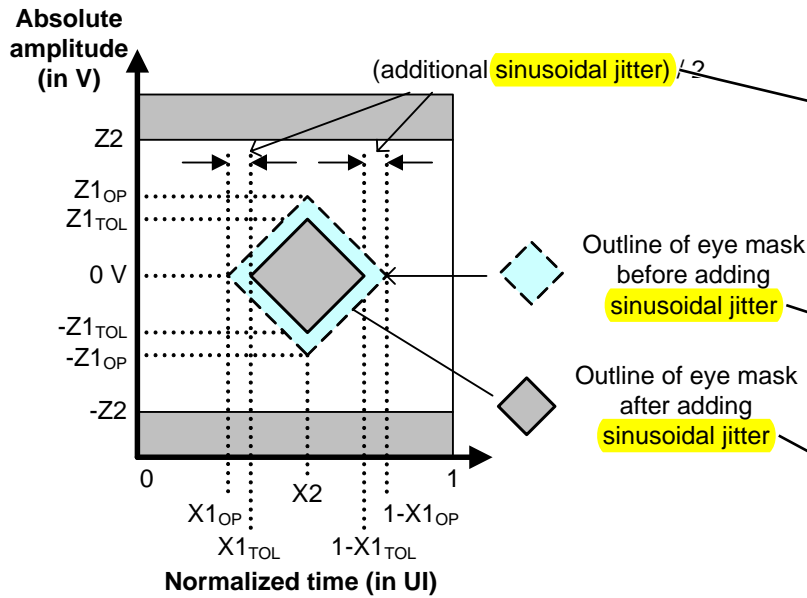 Absolute
amplitude
(in V)
(additional sinusoidal jitter) / 2
Z2
Z1OP
Z1TOL
0 V
-Z1TOL
-Z1OP
-Z2
Outline of eye mask
before adding
sinusoidal jitter
Outline of eye mask
after adding
sinusoidal jitter
0
X2
1
X1OP
1-X1OP
X1TOL
1-X1TOL
Normalized time (in UI)